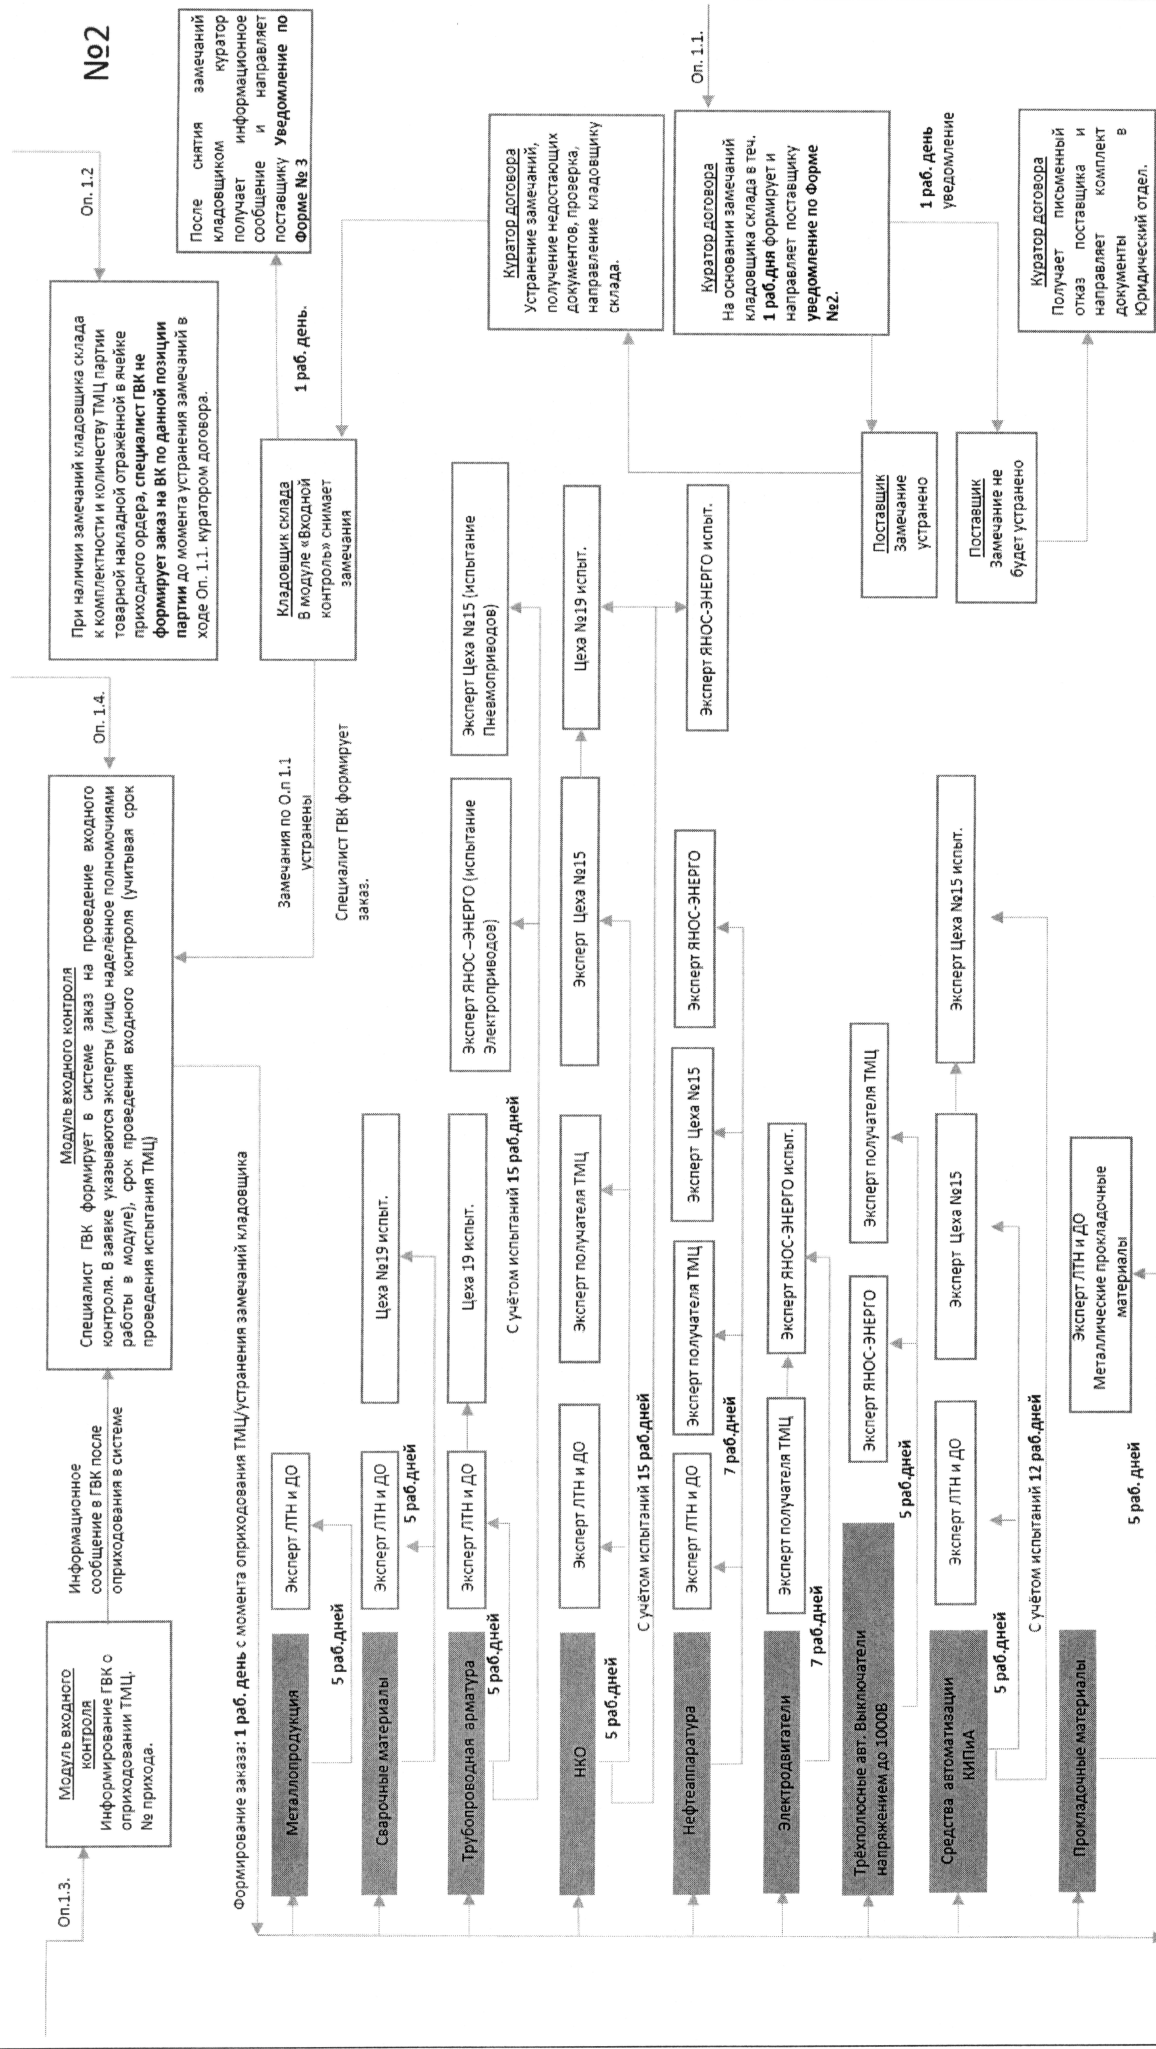 №2
Оп.1.3.
Модуль входного
контроля
Информирование ГВК о
оприходовании ТМЦ.
№ прихода.
Информационное
сообщение в ГВК после
оприходования в системе
Модуль входного контроля
Специалист ГВК формирует в системе заказ на проведение входного
контроля. В заявке указываются эксперты (лицо наделённое полномочиями
работы в модуле), срок проведения входного контроля (учитывая срок
проведения испытания ТМЦ)
Оп. 1.4.
При наличии замечаний кладовщика склада
к комплектности и количеству ТМЦ партии
товарной накладной отражённой в ячейке
приходного ордера, специалист ГВК не
формирует заказ на ВК по данной позиции
партии до момента устранения замечаний в
ходе Оп. 1.1. куратором договора.
Оп. 1.2
После снятия замечаний
кладовщиком куратор
получает информационное
сообщение и направляет
поставщику Уведомление по
Форме № 3
1 раб. день.
Кладовщик склада
В модуле «Входной
контроль» снимает
замечания
Замечания по О.п 1.1
устранены
Специалист ГВК формирует
заказ.
Куратор договора
Устранение замечаний,
получение недостающих
документов, проверка,
направление кладовщику
склада.
Оп. 1.1.
Куратор договора
На основании замечаний
кладовщика склада в теч.
1 раб.дня формирует и
направляет поставщику
уведомление по Форме
№2.
1 раб. день
уведомление
Поставщик
Замечание
устранено
Поставщик
Замечание не
будет устранено
Куратор договора
Получает письменный
отказ поставщика и
направляет комплект
документы в
Юридический отдел.
Формирование заказа: 1 раб. день с момента оприходования ТМЦ/устранения замечаний кладовщика
Металлопродукция
Эксперт ЛТН и ДО
5 раб.дней
Сварочные материалы
Эксперт ЛТН и ДО
Цеха №19 испыт.
5 раб.дней
Трубопроводная арматура
Эксперт ЛТН и ДО
Цеха 19 испыт.
Эксперт ЯНОС –ЭНЕРГО (испытание
Электроприводов)
Эксперт Цеха №15 (испытание
Пневмоприводов)
5 раб.дней
С учётом испытаний 15 раб.дней
НКО
Эксперт ЛТН и ДО
Эксперт получателя ТМЦ
Эксперт Цеха №15
Цеха №19 испыт.
5 раб.дней
С учётом испытаний 15 раб.дней
Эксперт ЯНОС-ЭНЕРГО испыт.
Нефтеаппаратура
Эксперт ЛТН и ДО
Эксперт получателя ТМЦ
Эксперт Цеха №15
Эксперт ЯНОС-ЭНЕРГО
7 раб.дней
Электродвигатели
Эксперт получателя ТМЦ
Эксперт ЯНОС-ЭНЕРГО испыт.
7 раб.дней
Трёхполюсные авт. Выключатели
напряжением до 1000В
Эксперт ЯНОС-ЭНЕРГО
Эксперт получателя ТМЦ
5 раб.дней
Средства автоматизации
КИПиА
Эксперт ЛТН и ДО
Эксперт Цеха №15
Эксперт Цеха №15 испыт.
5 раб.дней
С учётом испытаний 12 раб.дней
Прокладочные материалы
Эксперт ЛТН и ДО
Металлические прокладочные
материалы
5 раб. дней